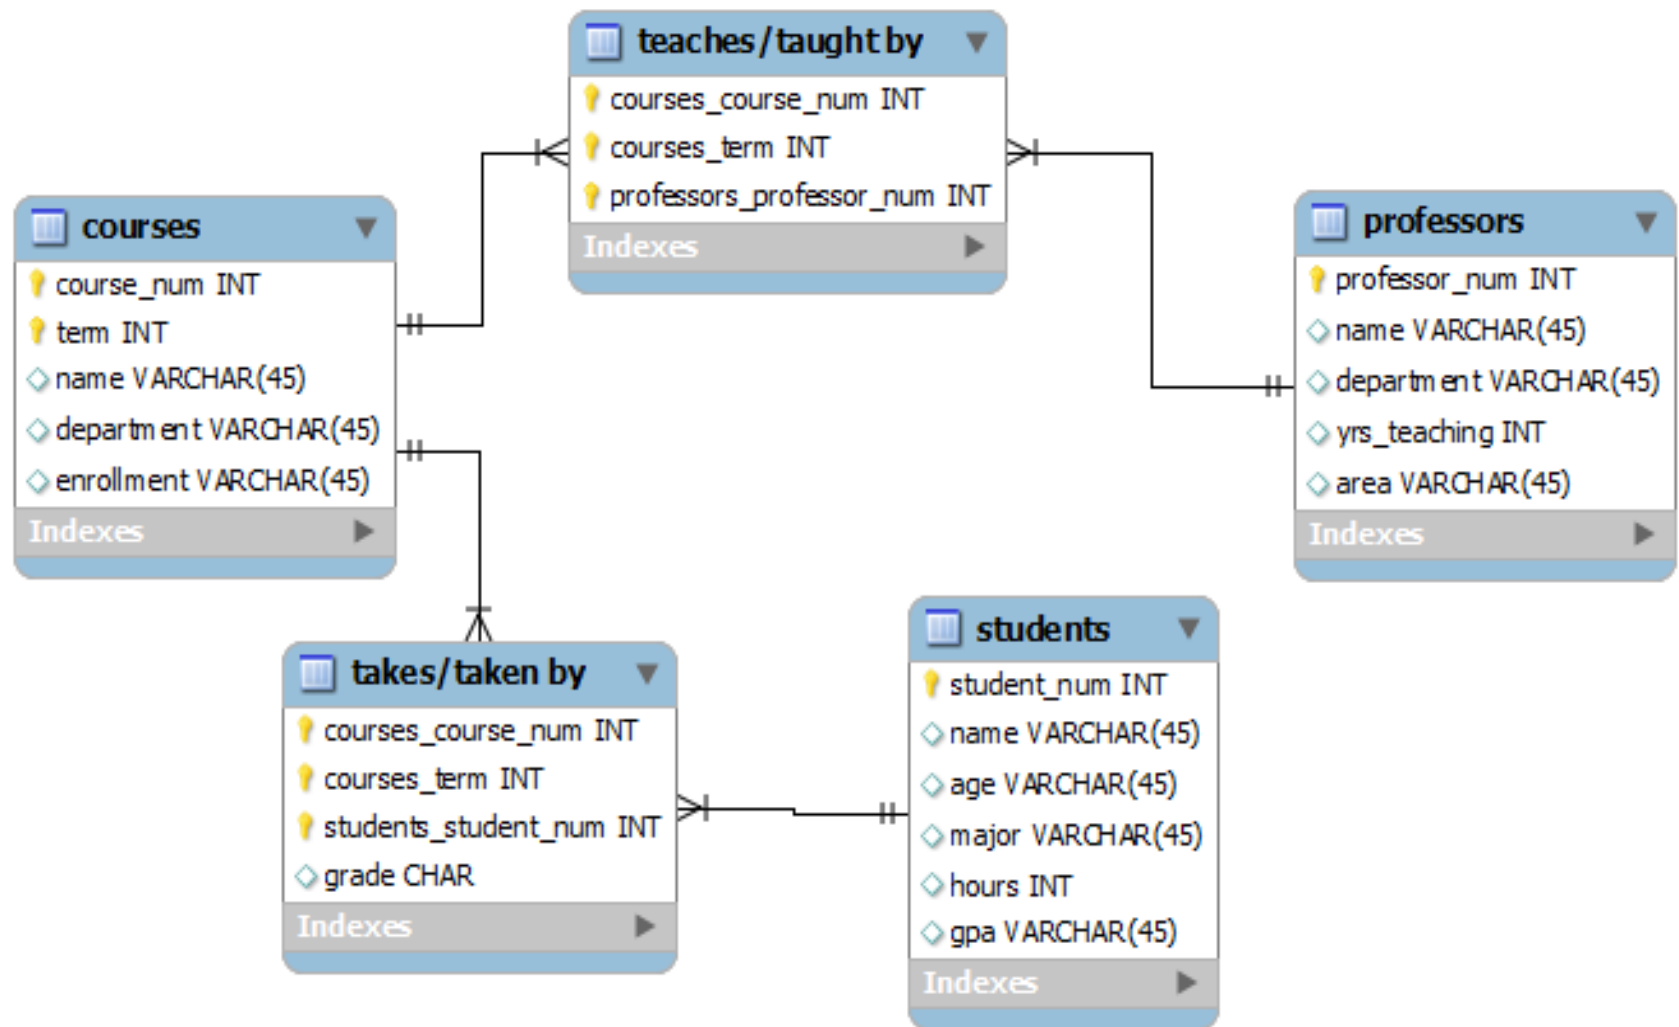 teaches/taught by
courses_course_num INT
courses_term INT
professors_professor_num INT
Indexes
courses
course_num INT
term INT
name VARCHAR(45)
department VARCHAR(45)
enrollment VARCHAR(45)
Indexes
professors
professor_num INT
name VARCHAR(45)
department VARCHAR(45)
yrs_teaching INT
area VARCHAR(45)
Indexes
takes/taken by
courses_course_num INT
courses_term INT
students_student_num INT
grade CHAR
Indexes
students
student_num INT
name VARCHAR(45)
age VARCHAR(45)
major VARCHAR(45)
hours INT
gpa VARCHAR(45)
Indexes